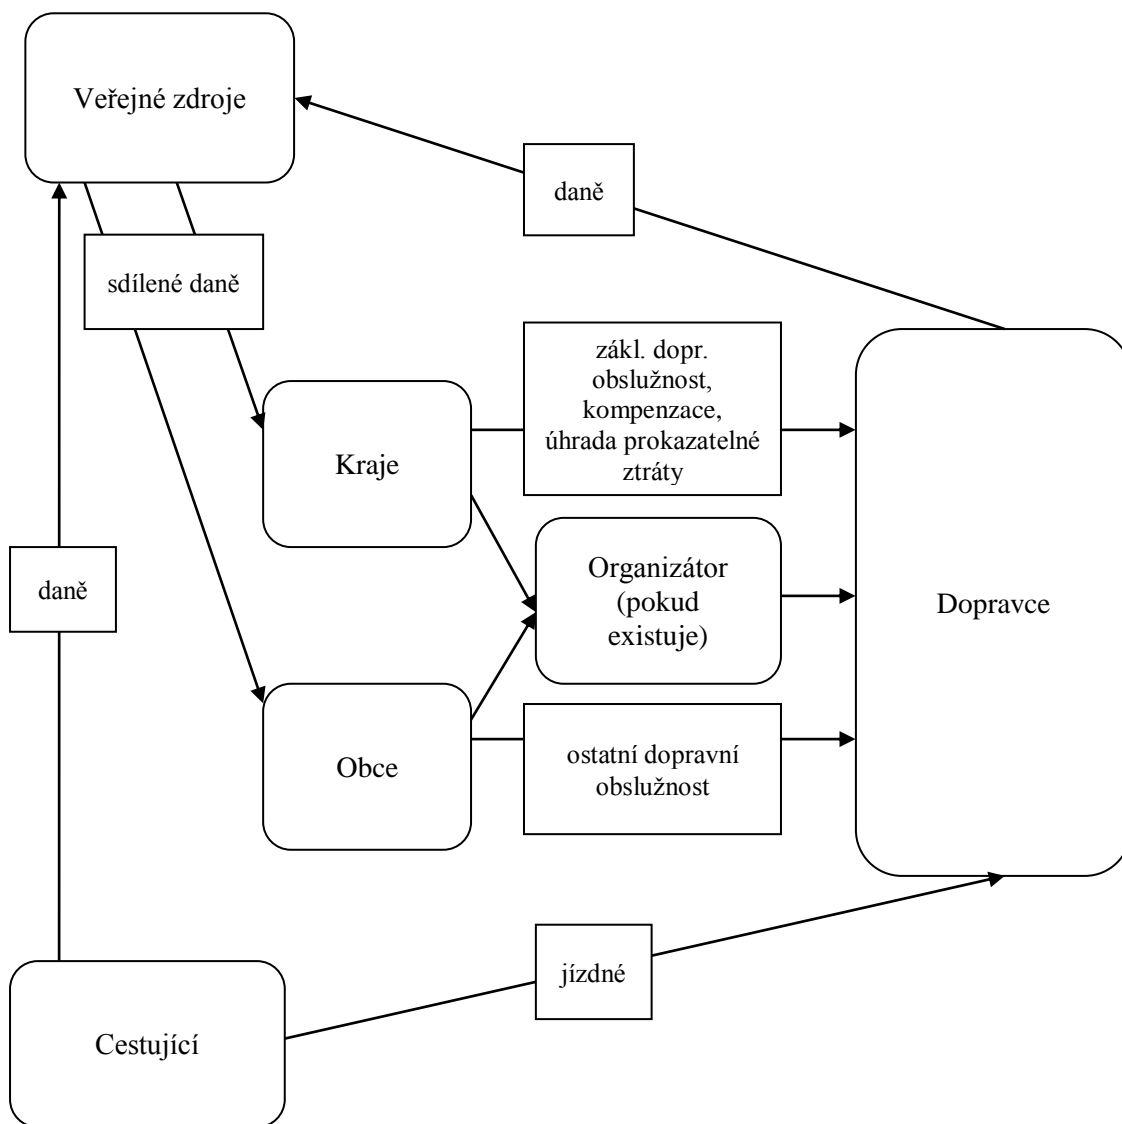 Veřejné zdroje
daně
sdílené daně
zákl. dopr.
obslužnost,
kompenzace,
úhrada prokazatelné
ztráty
Kraje
Organizátor
(pokud
existuje)
daně
Dopravce
Obce
ostatní dopravní
obslužnost
jízdné
Cestující